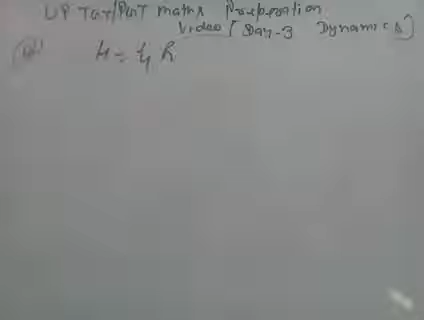 UP TGT/PGT maths Preparation
Video [Day-3 Dynamics]
Q.1 H = 4 R